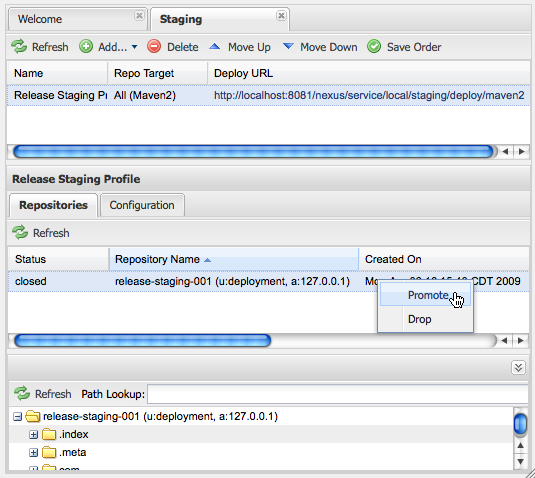 Welcome
Staging
Refresh Add... Delete Move Up Move Down Save Order
Name Repo Target Deploy URL
Release Staging Pr All (Maven2) http://localhost:8081/nexus/service/local/staging/deploy/maven2
Release Staging Profile
Repositories Configuration
Refresh
Status Repository Name Created On
closed release-staging-001 (u:deployment, a:127.0.0.1) CDT 2009
Promote
Drop
Refresh Path Lookup:
release-staging-001 (u:deployment, a:127.0.0.1)
.index
.meta
com